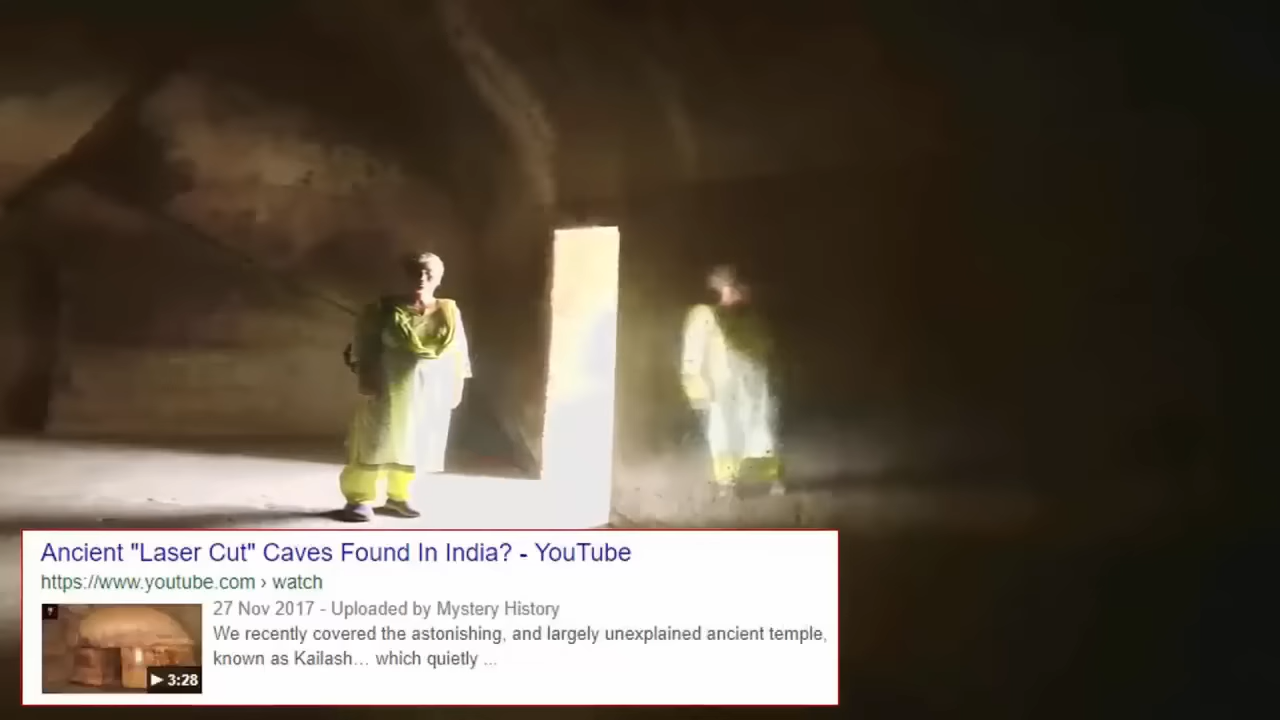 Ancient "Laser Cut" Caves Found In India? - YouTube
https://www.youtube.com › watch
27 Nov 2017 - Uploaded by Mystery History
We recently covered the astonishing, and largely unexplained ancient temple,
known as Kailash... which quietly ...
▶ 3:28